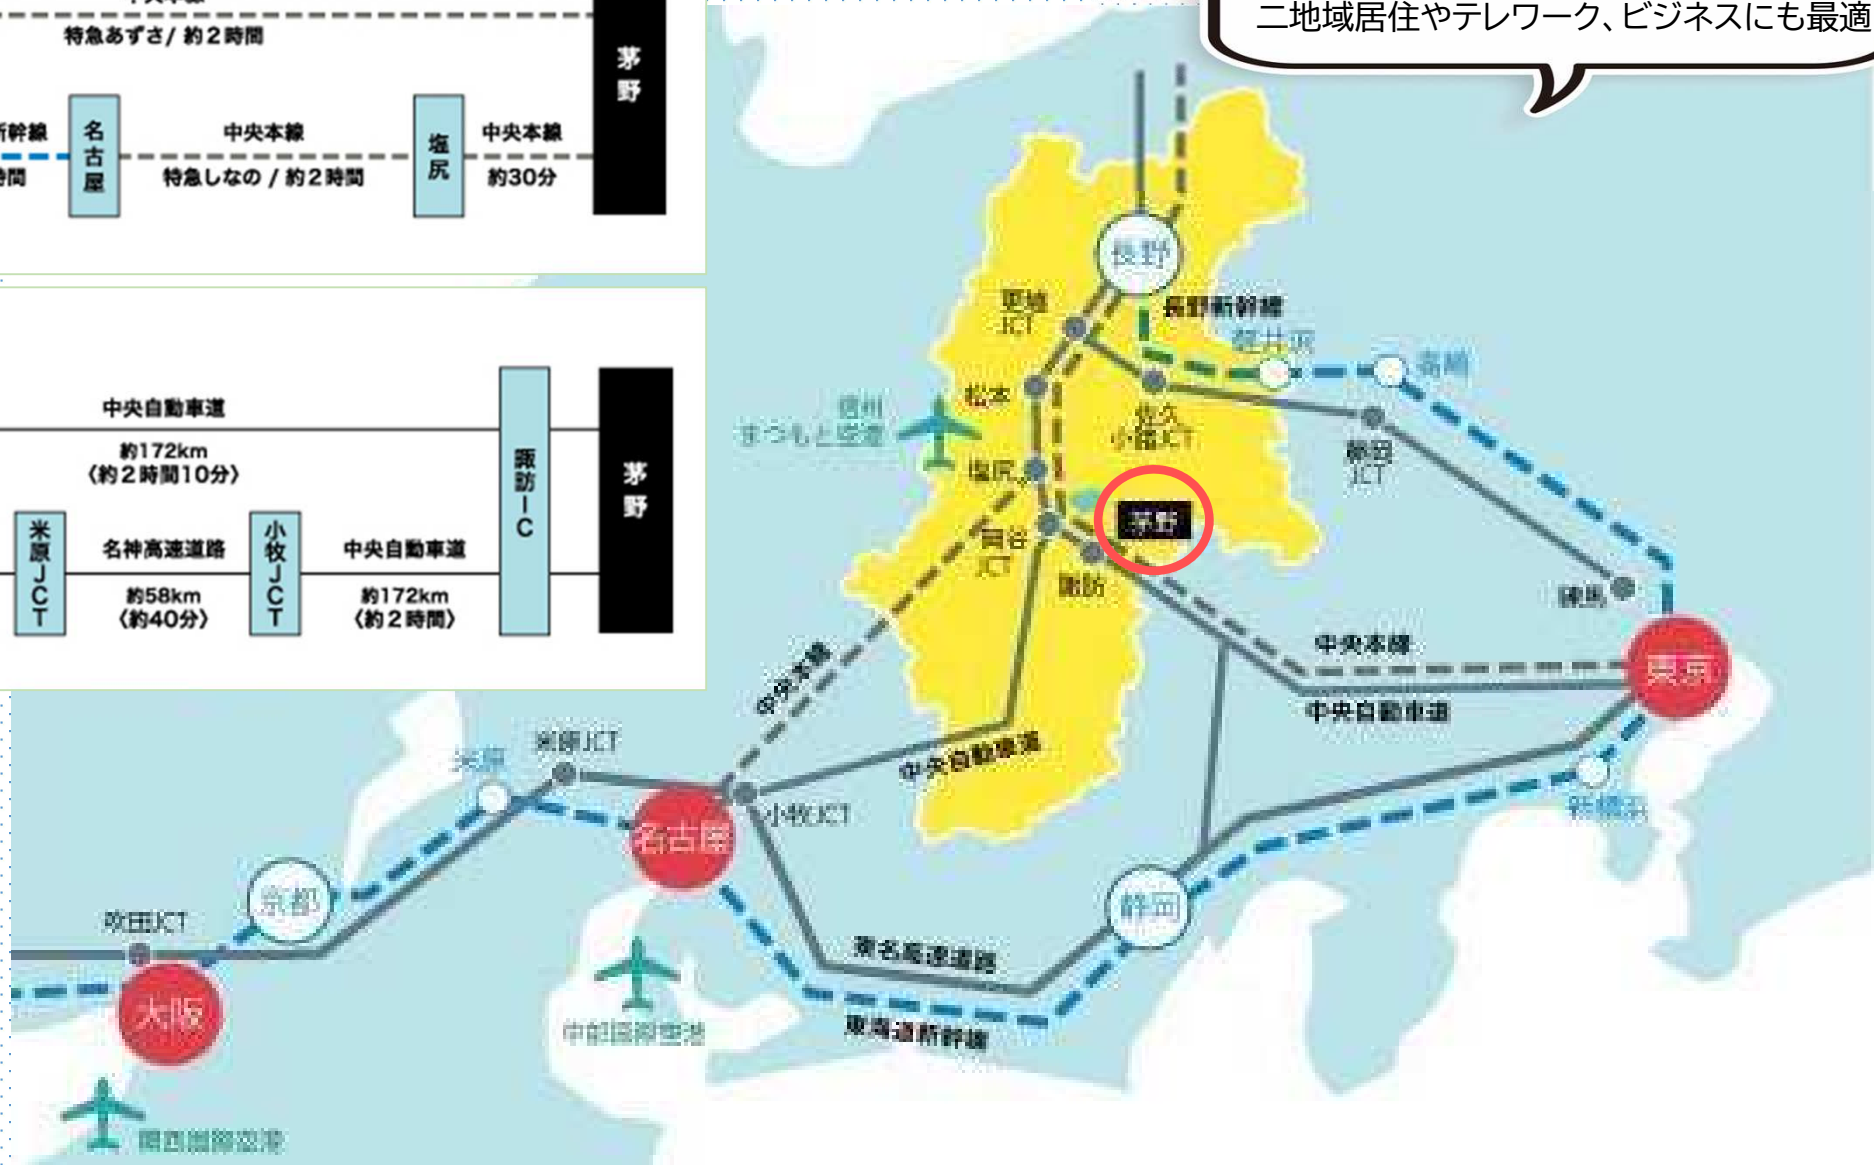 特急あずさ/ 約2時間
新幹線
名古屋
中央本線
特急しなの / 約2時間
塩尻
中央本線
約30分
茅野
中央自動車道
約172km
〈約2時間10分〉
米原JCT
名神高速道路
約58km
〈約40分〉
小牧JCT
中央自動車道
約172km
〈約2時間〉
諏訪IC
茅野
二地域居住やテレワーク、ビジネスにも最適
長野
更埴
JCT
長野新幹線
軽井沢
高崎
松本
信州
まつもと空港
佐久
小諸JCT
藤岡
JCT
塩尻
茅野
岡谷
JCT
諏訪
練馬
中央本線
東京
中央自動車道
中央本線
中央自動車道
米原
米原JCT
名古屋
小牧JCT
新横浜
京都
静岡
吹田JCT
東名高速道路
大阪
中部国際空港
東海道新幹線
関西国際空港